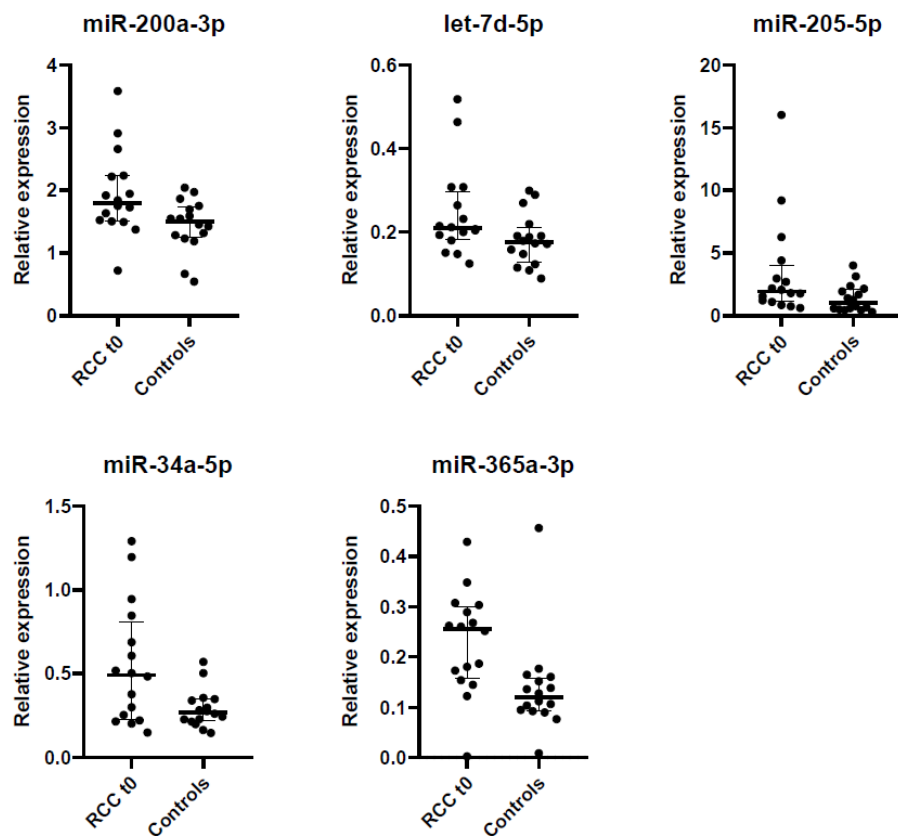 miR-200a-3p
Relative expression
4
3
2
1
0
RCC t0
Controls
let-7d-5p
Relative expression
0.6
0.4
0.2
0.0
RCC t0
Controls
miR-205-5p
Relative expression
20
15
10
5
0
RCC t0
Controls
miR-34a-5p
Relative expression
1.5
1.0
0.5
0.0
RCC t0
Controls
miR-365a-3p
Relative expression
0.5
0.4
0.3
0.2
0.1
0.0
RCC t0
Controls